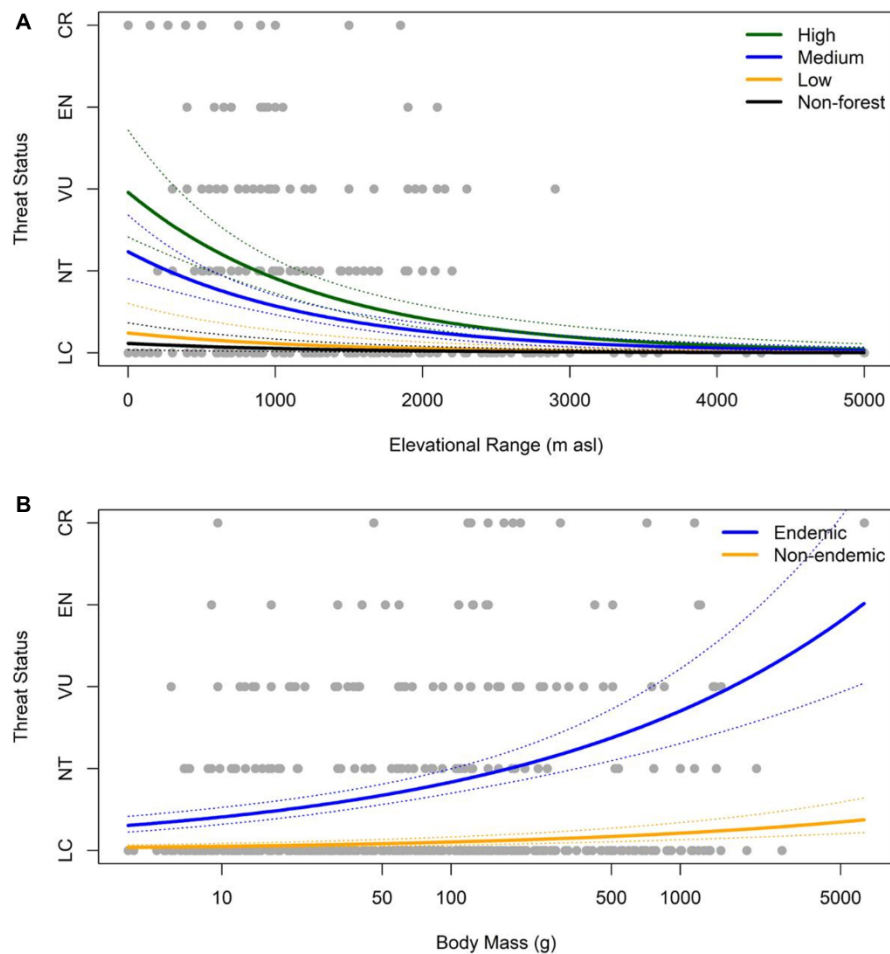 A
Threat Status
CR
EN
VU
NT
LC
High
Medium
Low
Non-forest
0 1000 2000 3000 4000 5000
Elevational Range (m asl)
B
Threat Status
CR
EN
VU
NT
LC
Endemic
Non-endemic
10 50 100 500 1000 5000
Body Mass (g)